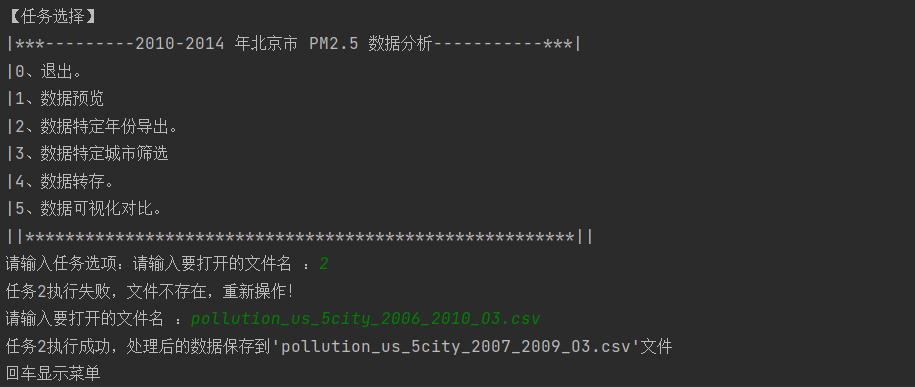 【任务选择】
|***---------2010-2014 年北京市 PM2.5 数据分析-----------***|
|0、退出。
|1、数据预览
|2、数据特定年份导出。
|3、数据特定城市筛选
|4、数据转存。
|5、数据可视化对比。
||*******************************************************||
请输入任务选项：请输入要打开的文件名 ：2
任务2执行失败，文件不存在，重新操作！
请输入要打开的文件名 ：pollution_us_5city_2006_2010_O3.csv
任务2执行成功，处理后的数据保存到'pollution_us_5city_2007_2009_O3.csv'文件
回车显示菜单